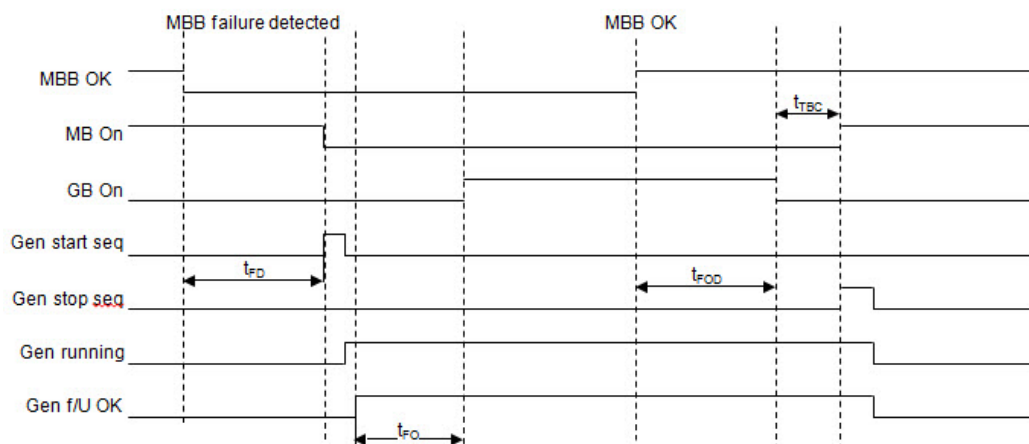 MBB failure detected
MBB OK
MBB OK
tTBC
MB On
GB On
Gen start seq
tFD
tFOD
Gen stop seq
Gen running
Gen f/U OK
tFO